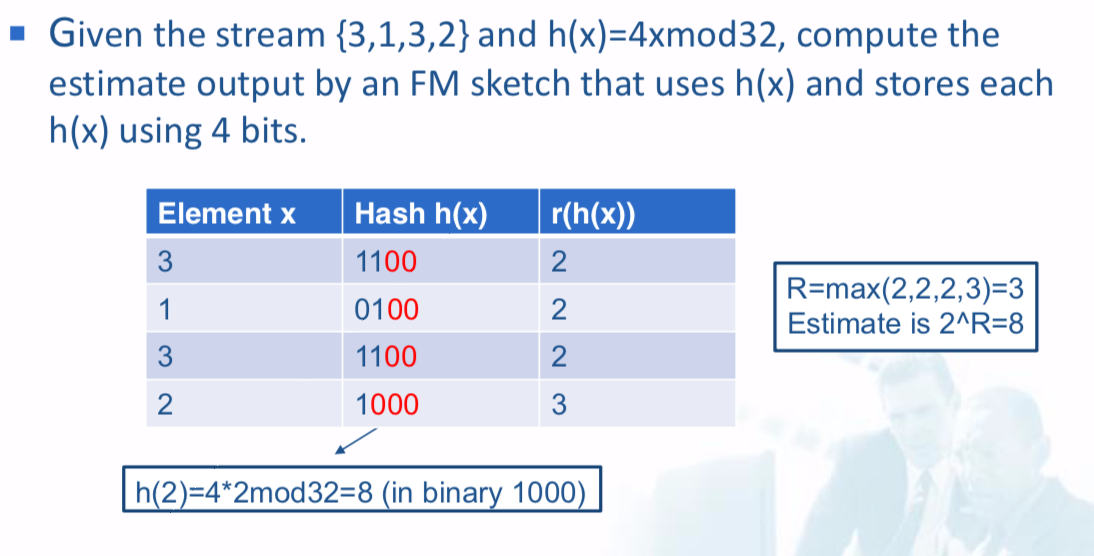 ▪ Given the stream {3,1,3,2} and h(x)=4xmod32, compute the
estimate output by an FM sketch that uses h(x) and stores each
h(x) using 4 bits.
Element x Hash h(x) r(h(x))
3 1100 2
1 0100 2
3 1100 2
2 1000 3
R=max(2,2,2,3)=3
Estimate is 2^R=8
h(2)=4*2mod32=8 (in binary 1000)